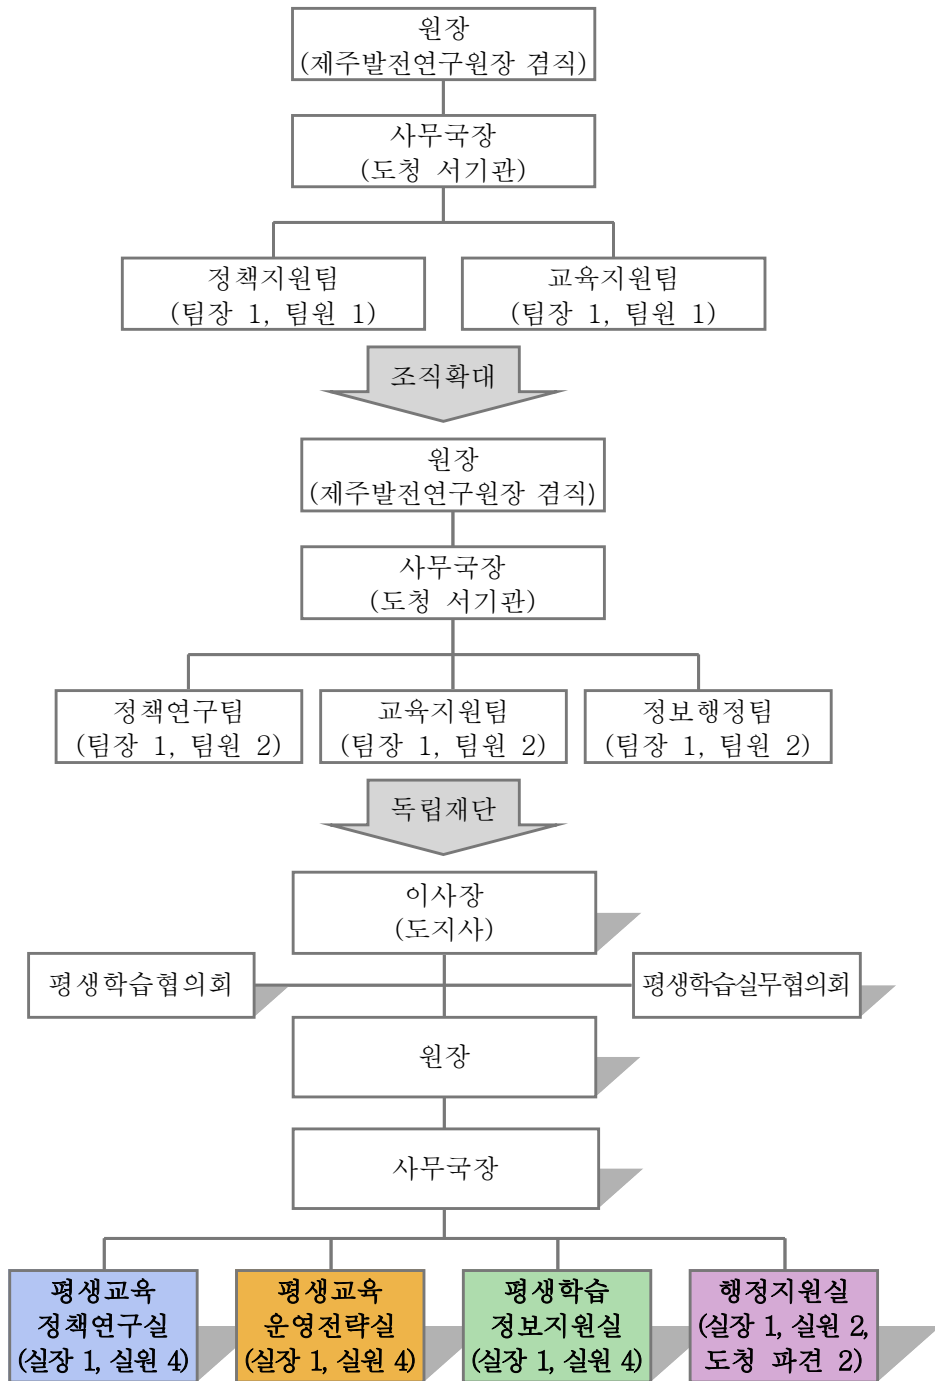 원장
(제주발전연구원장 겸직)
사무국장
(도청 서기관)
정책지원팀
(팀장 1, 팀원 1)
교육지원팀
(팀장 1, 팀원 1)
조직확대
원장
(제주발전연구원장 겸직)
사무국장
(도청 서기관)
정책연구팀
(팀장 1, 팀원 2)
교육지원팀
(팀장 1, 팀원 2)
정보행정팀
(팀장 1, 팀원 2)
독립재단
이사장
(도지사)
평생학습협의회
평생학습실무협의회
원장
사무국장
평생교육
정책연구실
(실장 1, 실원 4)
평생교육
운영전략실
(실장 1, 실원 4)
평생학습
정보지원실
(실장 1, 실원 4)
행정지원실
(실장 1, 실원 2,
도청 파견 2)